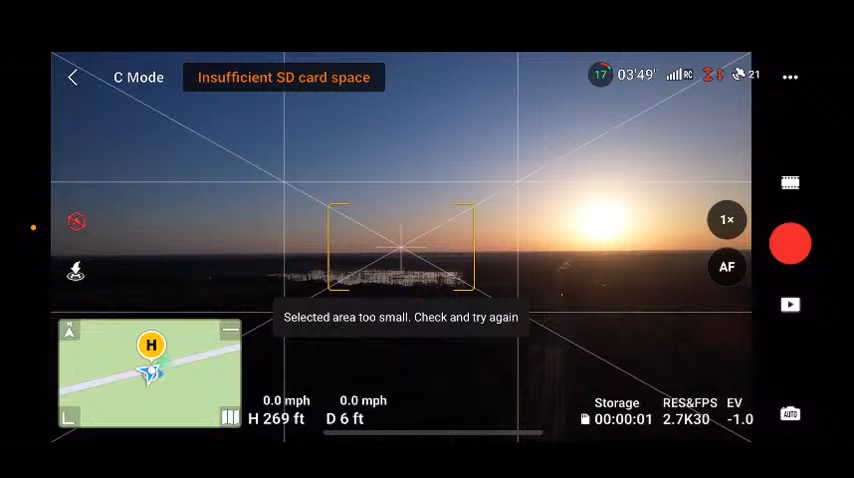 C Mode
Insufficient SD card space
17
03'49"
RC
21
1×
AF
Selected area too small. Check and try again
N
H
0.0 mph
0.0 mph
H 269 ft
D 6 ft
Storage
RES&FPS
EV
00:00:01
2.7K30
-1.0
AUTO